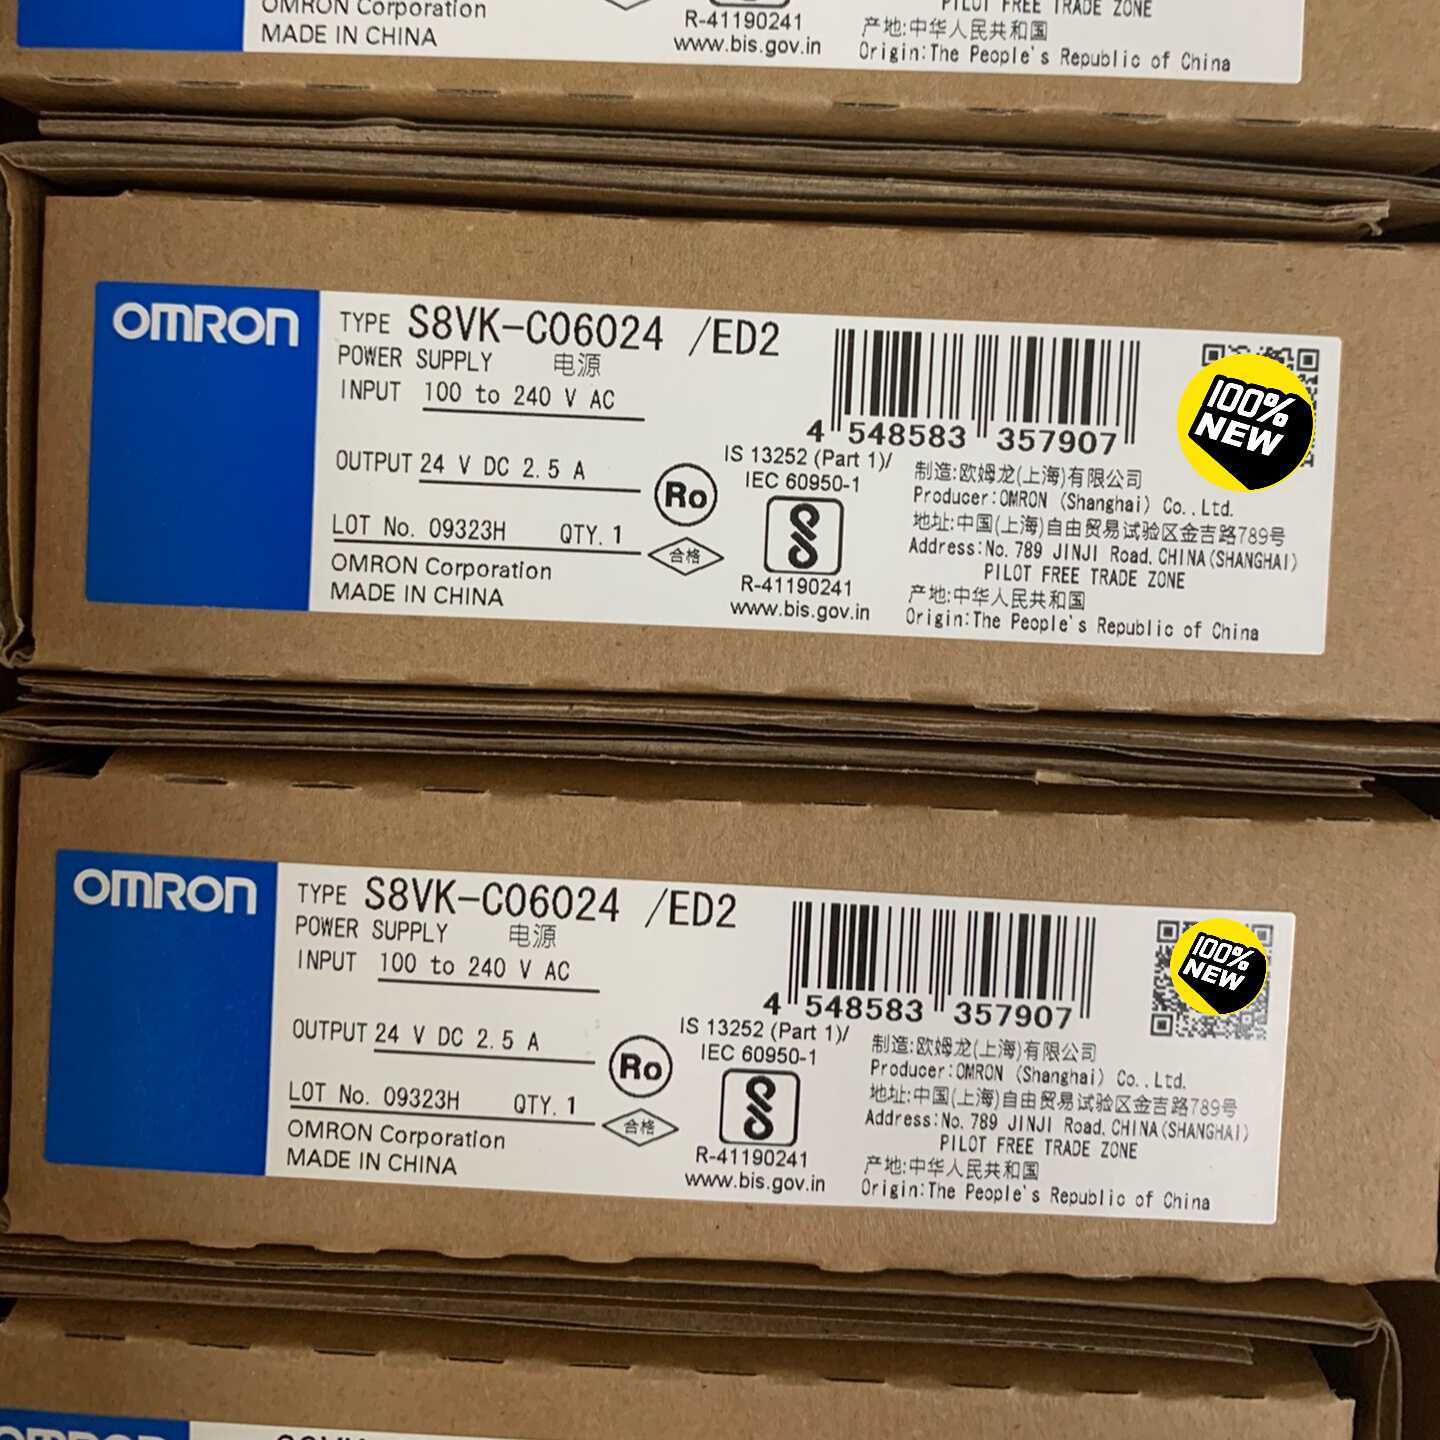 OMRON Corporation
MADE IN CHINA
R-41190241
www.bis.gov.in
PILOT FREE TRADE ZONE
产地:中华人民共和国
Origin:The People's Republic of China
OMRON
TYPE S8VK-C06024 /ED2
POWER SUPPLY 电源
INPUT 100 to 240 V AC
OUTPUT 24 V DC 2.5 A
LOT No. 09323H QTY. 1
OMRON Corporation
MADE IN CHINA
Ro
合格
4 548583 357907
IS 13252 (Part 1)/
IEC 60950-1
R-41190241
www.bis.gov.in
100%
NEW
制造:欧姆龙(上海)有限公司
Producer:OMRON (Shanghai) Co.,Ltd.
地址:中国(上海)自由贸易试验区金吉路789号
Address:No. 789 JINJI Road, CHINA(SHANGHAI)
PILOT FREE TRADE ZONE
产地:中华人民共和国
Origin:The People's Republic of China
OMRON
TYPE S8VK-C06024 /ED2
POWER SUPPLY 电源
INPUT 100 to 240 V AC
OUTPUT 24 V DC 2.5 A
LOT No. 09323H QTY. 1
OMRON Corporation
MADE IN CHINA
Ro
合格
4 548583 357907
IS 13252 (Part 1)/
IEC 60950-1
R-41190241
www.bis.gov.in
100%
NEW
制造:欧姆龙(上海)有限公司
Producer:OMRON (Shanghai) Co.,Ltd.
地址:中国(上海)自由贸易试验区金吉路789号
Address:No. 789 JINJI Road, CHINA(SHANGHAI)
PILOT FREE TRADE ZONE
产地:中华人民共和国
Origin:The People's Republic of China
OMRON